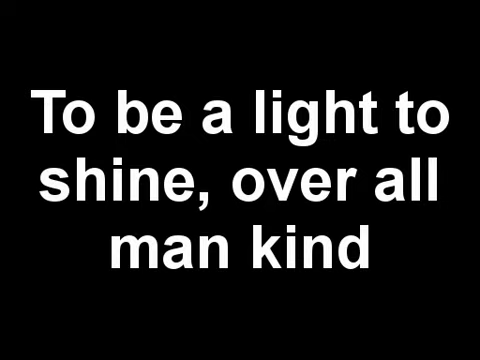 To be a light to
shine, over all
man kind